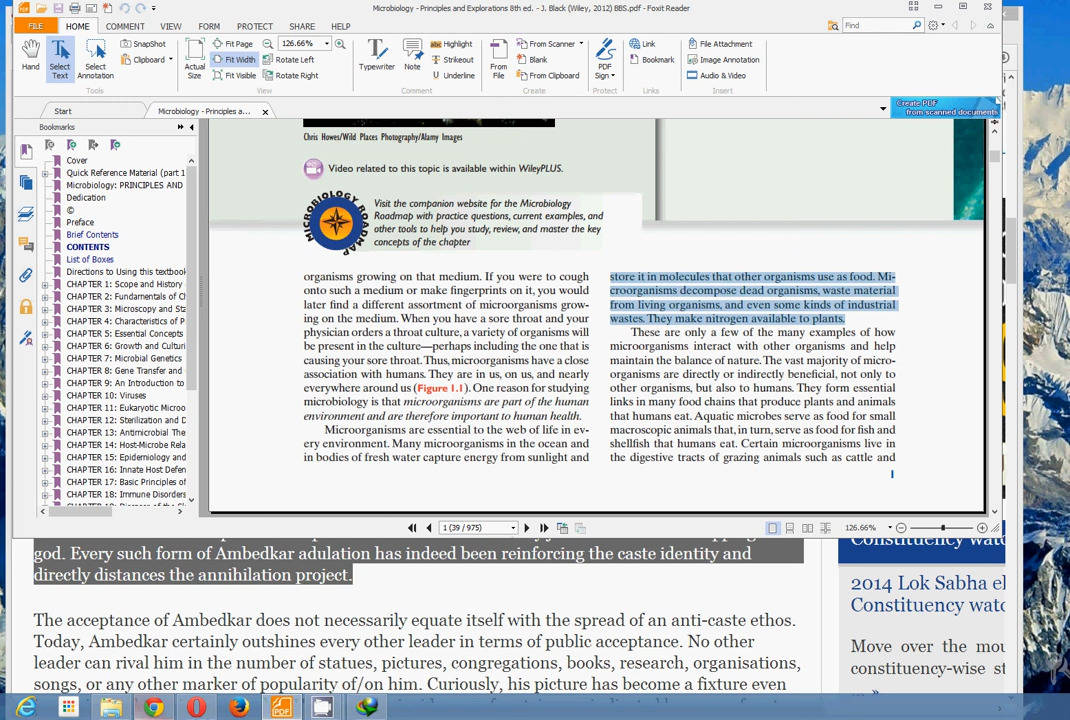 Microbiology - Principles and Explorations 8th ed. - J. Black (Wiley, 2012) BBS.pdf - Foxit Reader
FILE HOME COMMENT VIEW FORM PROTECT SHARE HELP
Find
Hand
Select Text
Select Annotation
SnapShot
Clipboard
Tools
Actual Size
Fit Page
Fit Width
Fit Visible
126.66%
Rotate Left
Rotate Right
View
Typewriter
Note
Highlight
Strikeout
Underline
Comment
From File
From Scanner
Blank
From Clipboard
Create
PDF Sign
Protect
Link
Bookmark
Links
File Attachment
Image Annotation
Audio & Video
Insert
Start
Microbiology - Principles a...
Create PDF
from scanned documents
Bookmarks
Cover
Quick Reference Material (part 1
Microbiology: PRINCIPLES AND
Dedication
©
Preface
Brief Contents
CONTENTS
List of Boxes
Directions to Using this textbook
CHAPTER 1: Scope and History
CHAPTER 2: Fundamentals of Ch
CHAPTER 3: Microscopy and Sta
CHAPTER 4: Characteristics of P
CHAPTER 5: Essential Concepts
CHAPTER 6: Growth and Culturi
CHAPTER 7: Microbial Genetics
CHAPTER 8: Gene Transfer and
CHAPTER 9: An Introduction to
CHAPTER 10: Viruses
CHAPTER 11: Eukaryotic Microo
CHAPTER 12: Sterilization and D
CHAPTER 13: Antimicrobial The
CHAPTER 14: Host-Microbe Rela
CHAPTER 15: Epidemiology and
CHAPTER 16: Innate Host Defen
CHAPTER 17: Basic Principles of
CHAPTER 18: Immune Disorders
Chris Howes/Wild Places Photography/Alamy Images
Video related to this topic is available within WileyPLUS.
MICROBIOLOGY ROADMAP
Visit the companion website for the Microbiology
Roadmap with practice questions, current examples, and
other tools to help you study, review, and master the key
concepts of the chapter
organisms growing on that medium. If you were to cough
onto such a medium or make fingerprints on it, you would
later find a different assortment of microorganisms grow-
ing on the medium. When you have a sore throat and your
physician orders a throat culture, a variety of organisms will
be present in the culture—perhaps including the one that is
causing your sore throat. Thus, microorganisms have a close
association with humans. They are in us, on us, and nearly
everywhere around us (Figure 1.1). One reason for studying
microbiology is that microorganisms are part of the human
environment and are therefore important to human health.
Microorganisms are essential to the web of life in ev-
ery environment. Many microorganisms in the ocean and
in bodies of fresh water capture energy from sunlight and
store it in molecules that other organisms use as food. Mi-
croorganisms decompose dead organisms, waste material
from living organisms, and even some kinds of industrial
wastes. They make nitrogen available to plants.
These are only a few of the many examples of how
microorganisms interact with other organisms and help
maintain the balance of nature. The vast majority of micro-
organisms are directly or indirectly beneficial, not only to
other organisms, but also to humans. They form essential
links in many food chains that produce plants and animals
that humans eat. Aquatic microbes serve as food for small
macroscopic animals that, in turn, serve as food for fish and
shellfish that humans eat. Certain microorganisms live in
the digestive tracts of grazing animals such as cattle and
1
1 (39 / 975)
126.66%
god. Every such form of Ambedkar adulation has indeed been reinforcing the caste identity and
directly distances the annihilation project.
The acceptance of Ambedkar does not necessarily equate itself with the spread of an anti-caste ethos.
Today, Ambedkar certainly outshines every other leader in terms of public acceptance. No other
leader can rival him in the number of statues, pictures, congregations, books, research, organisations,
songs, or any other marker of popularity of/on him. Curiously, his picture has become a fixture even
Constituency watc
2014 Lok Sabha el
Constituency watc
Move over the mou
constituency-wise st
... »
PDF